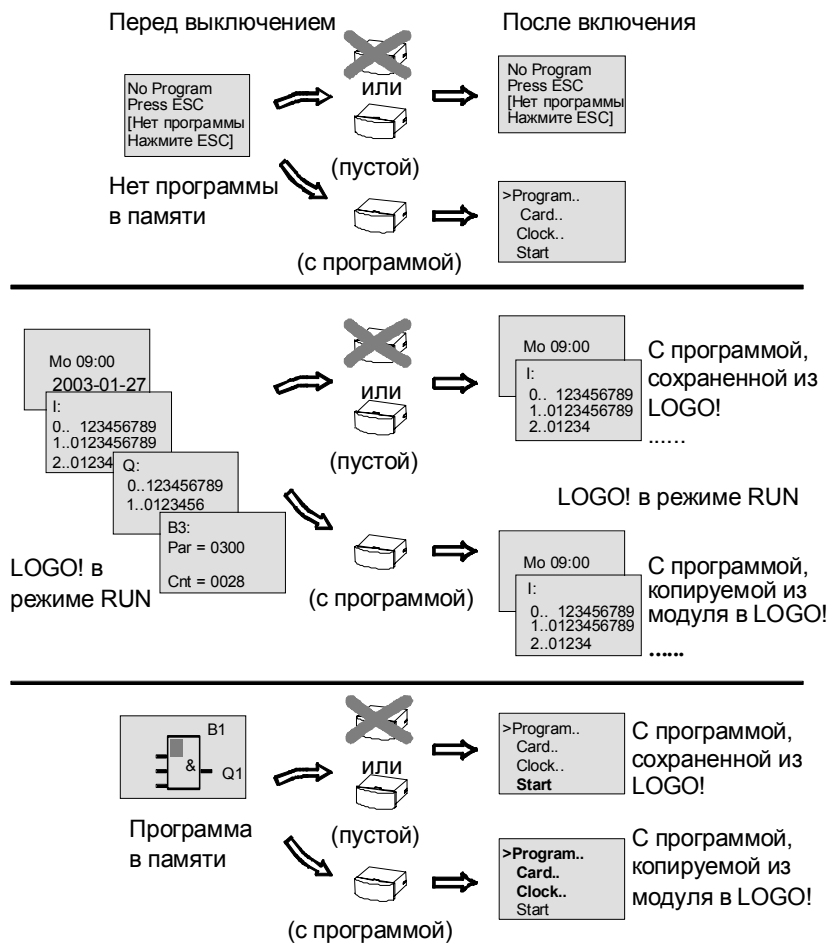 Перед выключением
После включения
No Program
Press ESC
[Нет программы
Нажмите ESC]
или
(пустой)
No Program
Press ESC
[Нет программы
Нажмите ESC]
Нет программы
в памяти
(с программой)
>Program..
Card..
Clock..
Start
Mo 09:00
2003-01-27
I:
0.. 123456789
1..0123456789
2..01234
Q:
0..123456789
1..0123456
B3:
Par = 0300
Cnt = 0028
LOGO! в
режиме RUN
или
(пустой)
Mo 09:00
I:
0.. 123456789
1..0123456789
2..01234
С программой,
сохраненной из
LOGO!
......
LOGO! в режиме RUN
(с программой)
Mo 09:00
I:
0.. 123456789
1..0123456789
2..01234
С программой,
копируемой из
модуля в LOGO!
......
B1
&
Q1
Программа
в памяти
или
(пустой)
>Program..
Card..
Clock..
Start
С программой,
сохраненной из
LOGO!
(с программой)
>Program..
Card..
Clock..
Start
С программой,
копируемой из
модуля в LOGO!